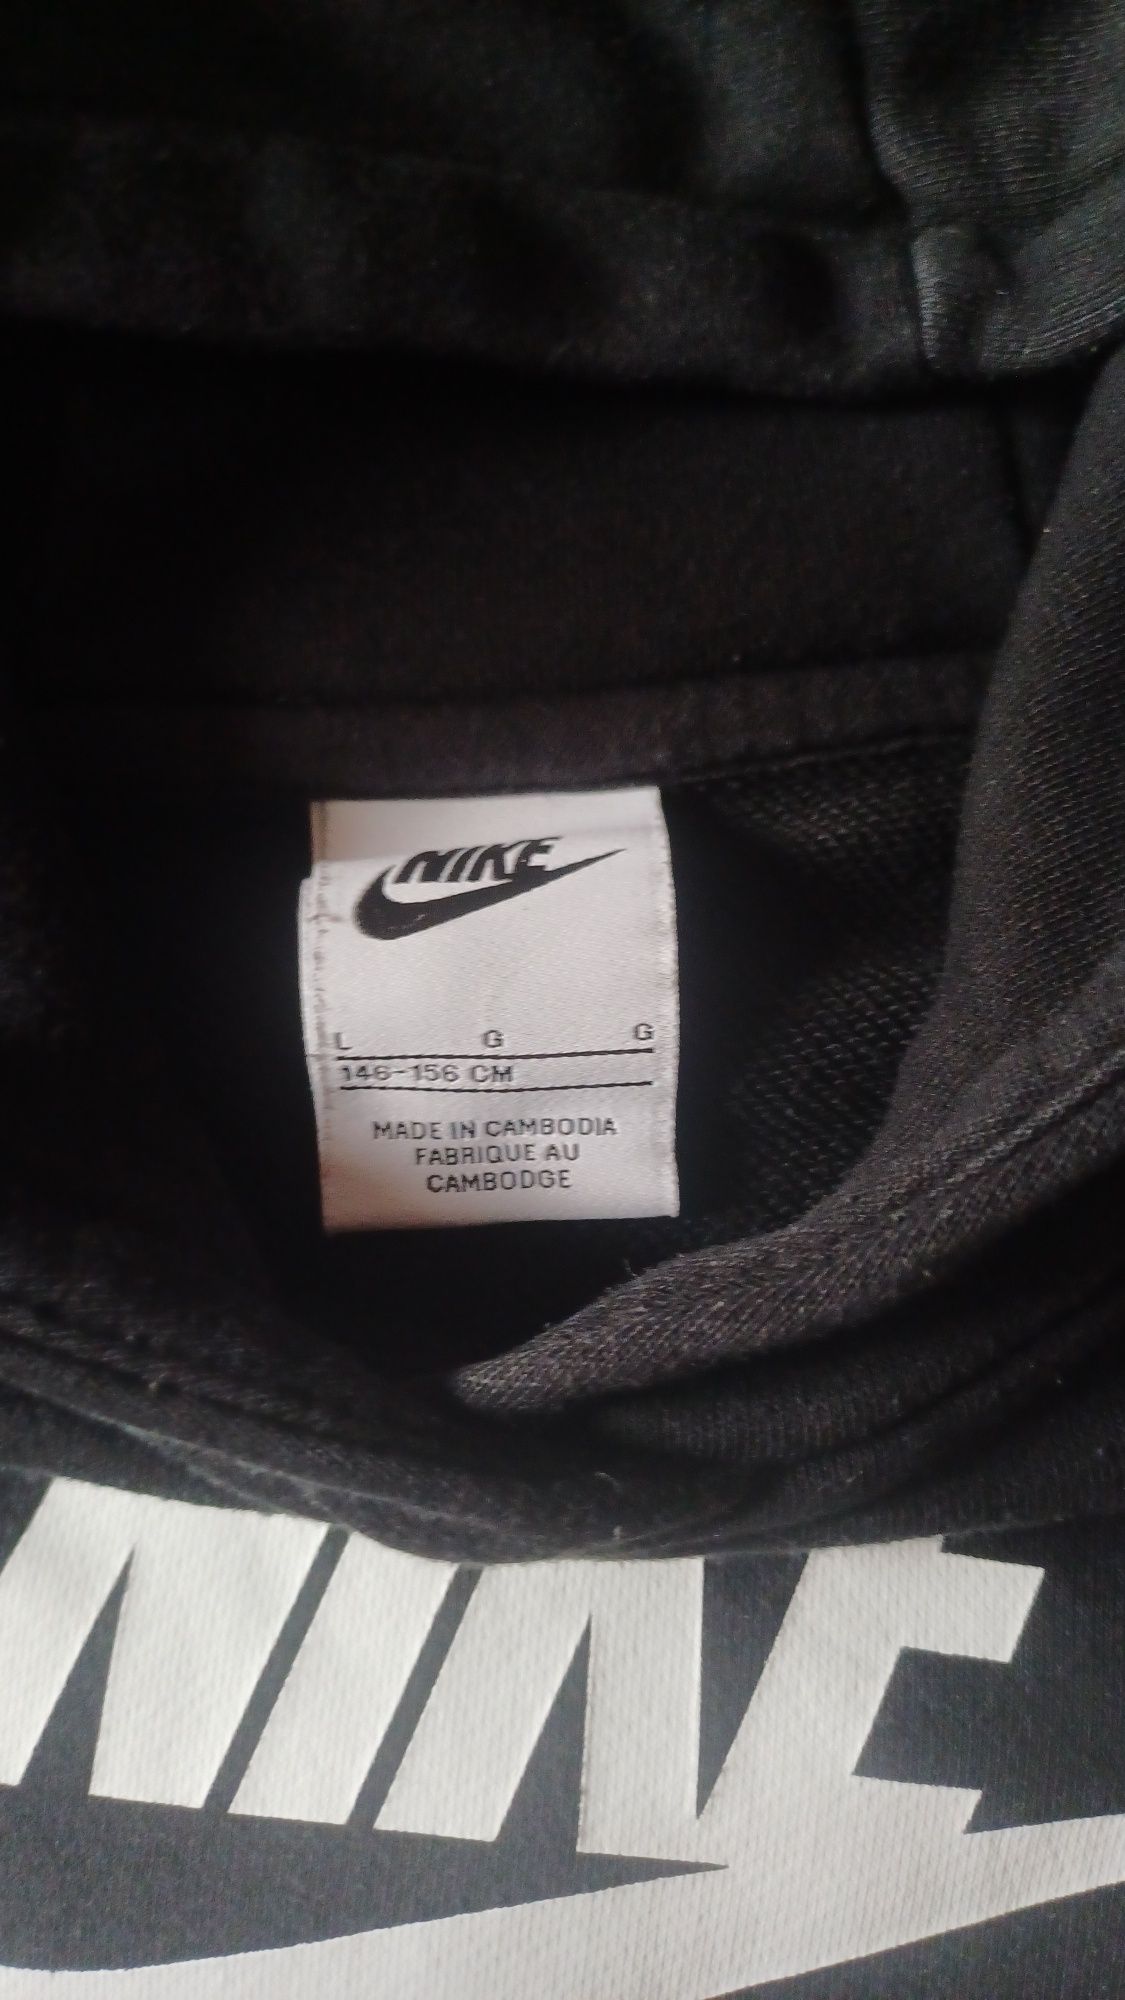 NIKE
L G G
146-156 CM
MADE IN CAMBODIA
FABRIQUE AU
CAMBODGE
NIKE